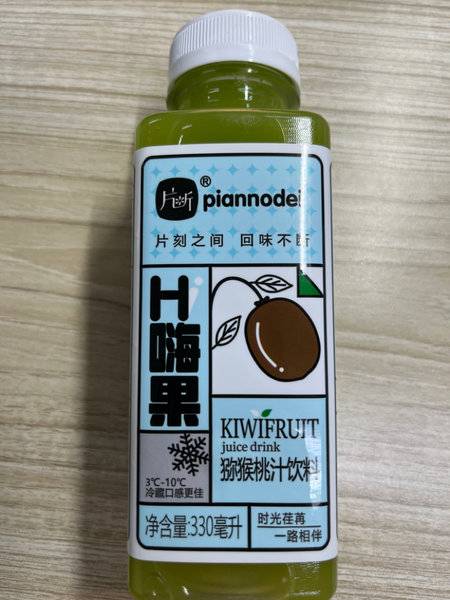 片断® piannodei
片刻之间 回味不断
H嗨果
KIWIFRUIT
juice drink
猕猴桃汁饮料
3℃-10℃
冷藏口感更佳
净含量:330毫升
时光荏苒
一路相伴